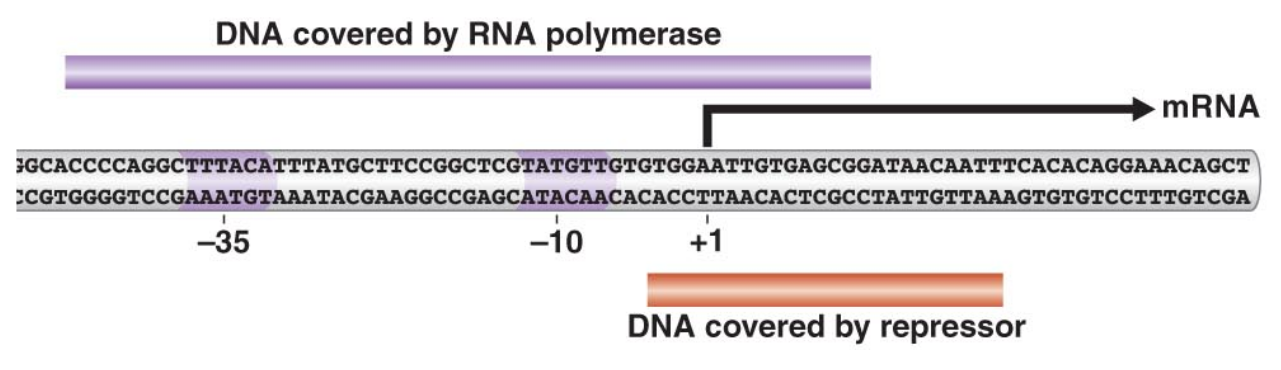 DNA covered by RNA polymerase
mRNA
GGCACCCCAGGCTTTACATTTATGCTTCCGGCTCGTATGTTGTGTGGAATTGTGAGCGGATAACAATTTCACACAGGAAACAGCT
CCGTGGGGTCCGAAATGTAAATACGAAGGCCGAGCATACAACACACCTTAACACTCGCCTATTGTTAAAGTGTGTCCTTTGTCGA
–35 –10 +1
DNA covered by repressor